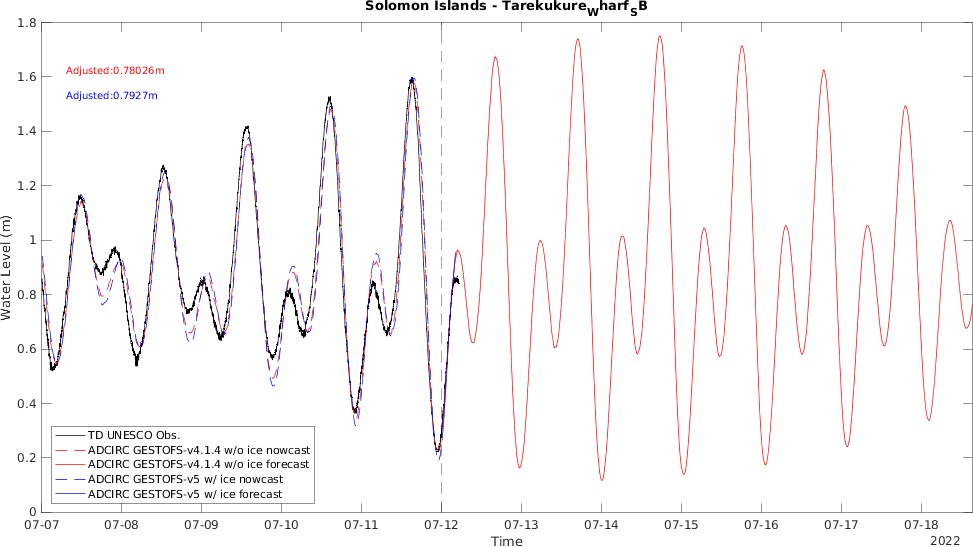 Solomon Islands - TarekukureWharfSB
1.8
1.6
1.4
1.2
1
0.8
0.6
0.4
0.2
0
Water Level (m)
Adjusted:0.78026m
Adjusted:0.7927m
TD UNESCO Obs.
ADCIRC GESTOFS-v4.1.4 w/o ice nowcast
ADCIRC GESTOFS-v4.1.4 w/o ice forecast
ADCIRC GESTOFS-v5 w/ ice nowcast
ADCIRC GESTOFS-v5 w/ ice forecast
07-07 07-08 07-09 07-10 07-11 07-12 07-13 07-14 07-15 07-16 07-17 07-18
Time
2022